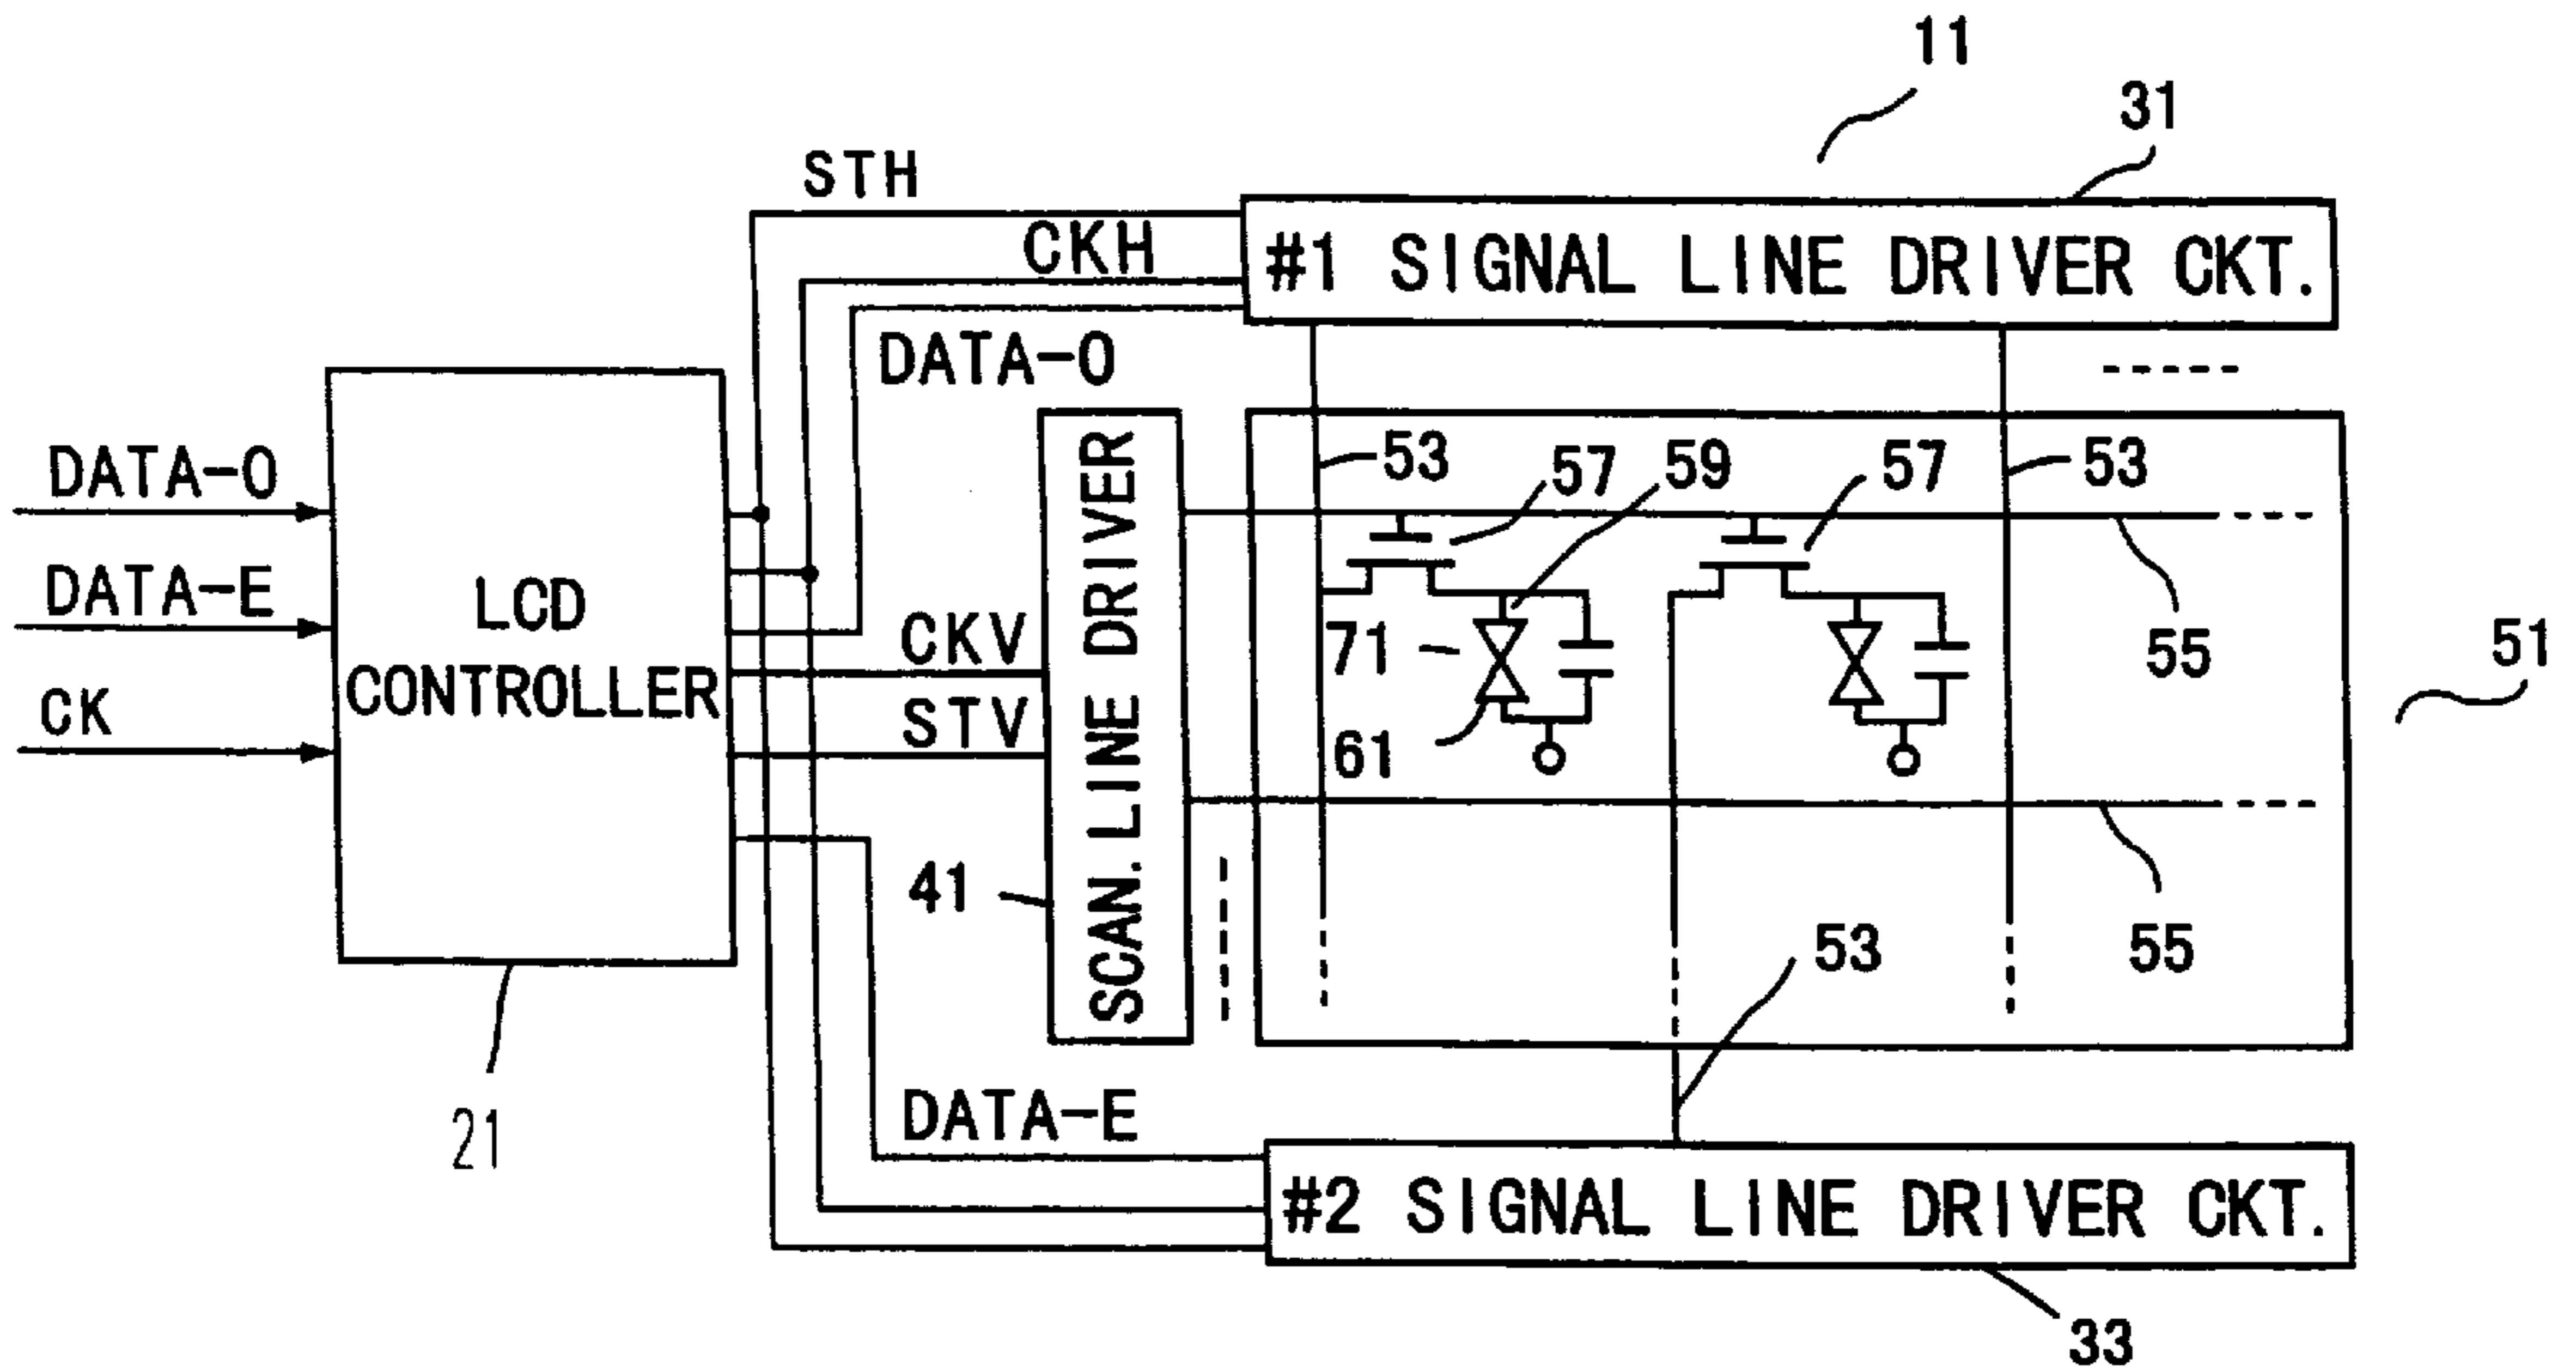 11
31
STH
CKH
#1 SIGNAL LINE DRIVER CKT.
DATA-O
DATA-O
DATA-E
CK
LCD
CONTROLLER
21
CKV
STV
41
SCAN. LINE DRIVER
53
57
59
57
53
71
61
55
51
55
53
DATA-E
#2 SIGNAL LINE DRIVER CKT.
33